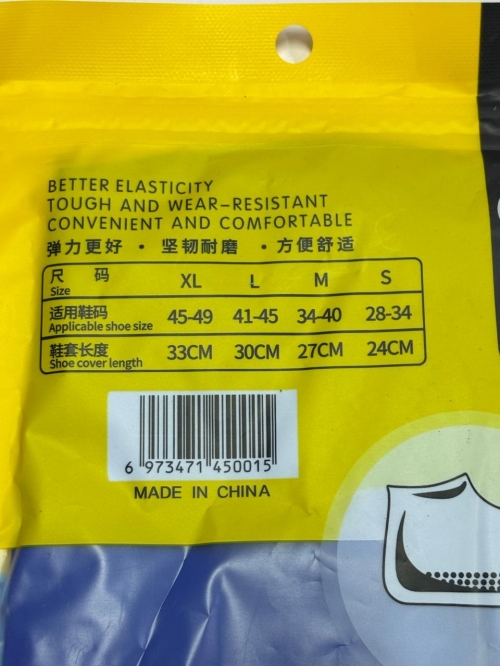 BETTER ELASTICITY
TOUGH AND WEAR-RESISTANT
CONVENIENT AND COMFORTABLE
弹力更好 · 坚韧耐磨 · 方便舒适
尺 码 XL L M S
Size
适用鞋码 45-49 41-45 34-40 28-34
Applicable shoe size
鞋套长度 33CM 30CM 27CM 24CM
Shoe cover length
6 973471 450015
MADE IN CHINA